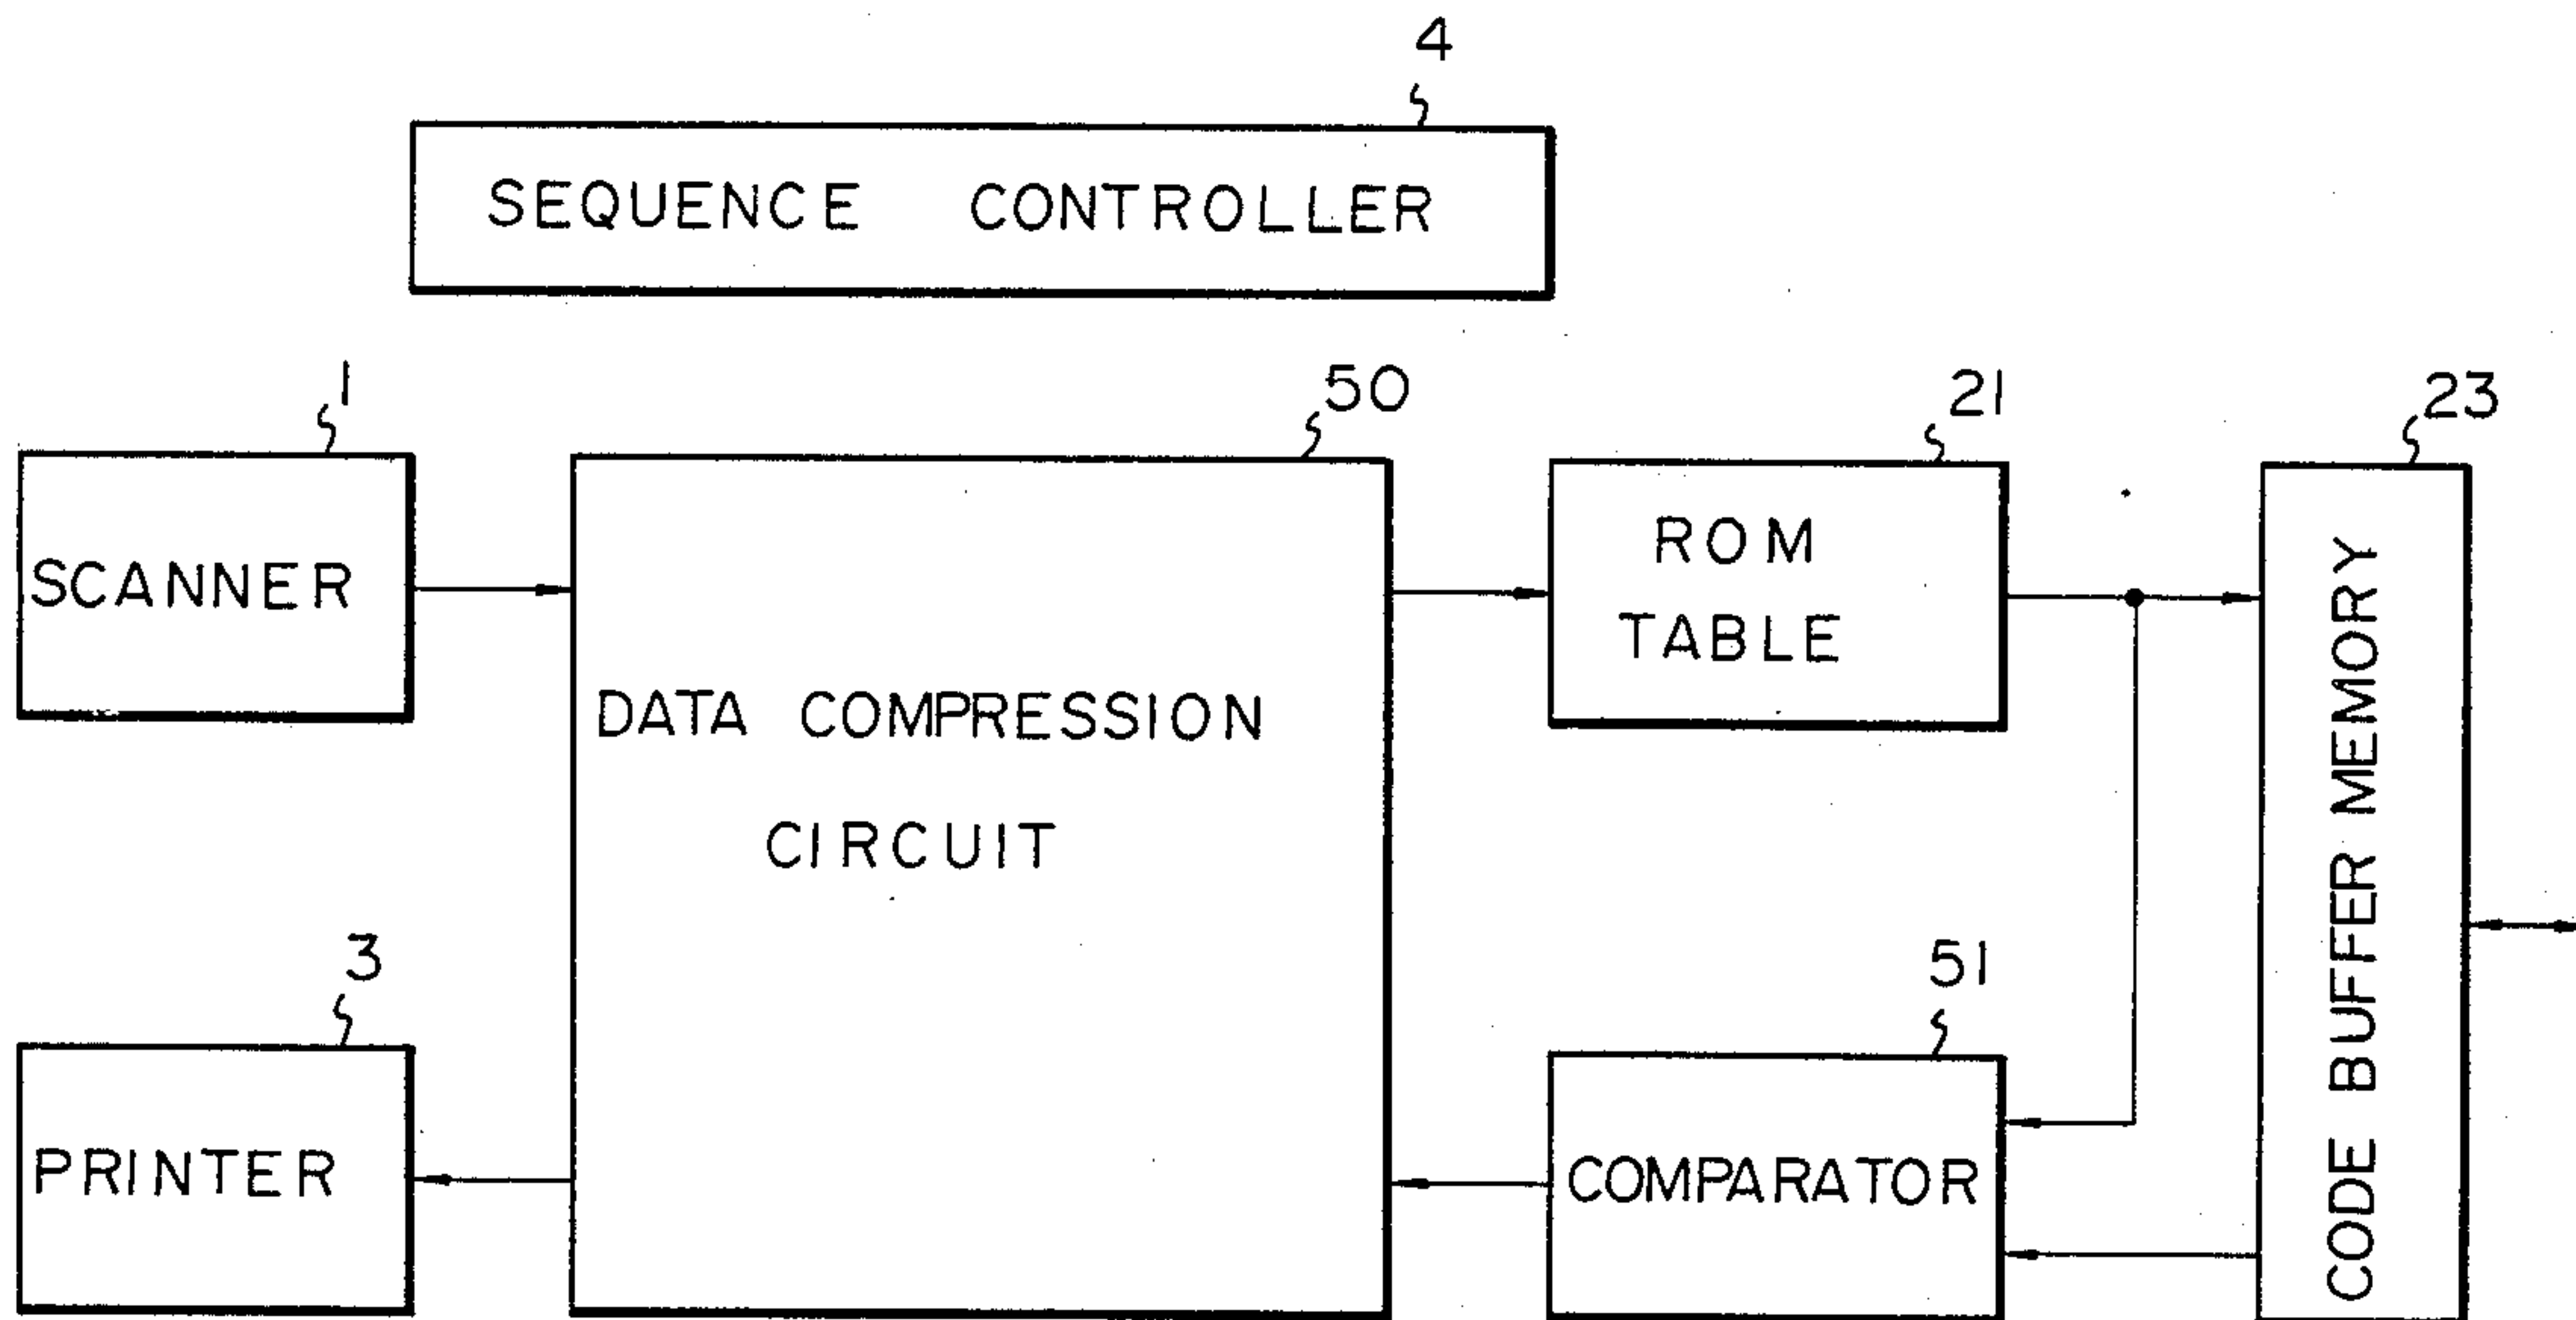 4
SEQUENCE CONTROLLER
1
50
21
23
SCANNER
DATA COMPRESSION
CIRCUIT
ROM
TABLE
CODE BUFFER MEMORY
3
51
PRINTER
COMPARATOR